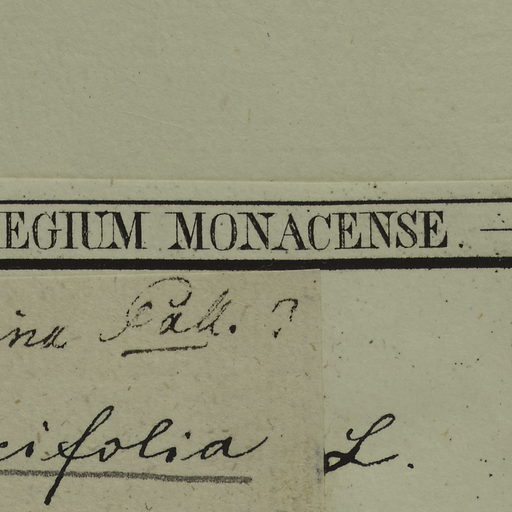 EGIUM MONACENSE. —
ina Pall. ?
cifolia L.